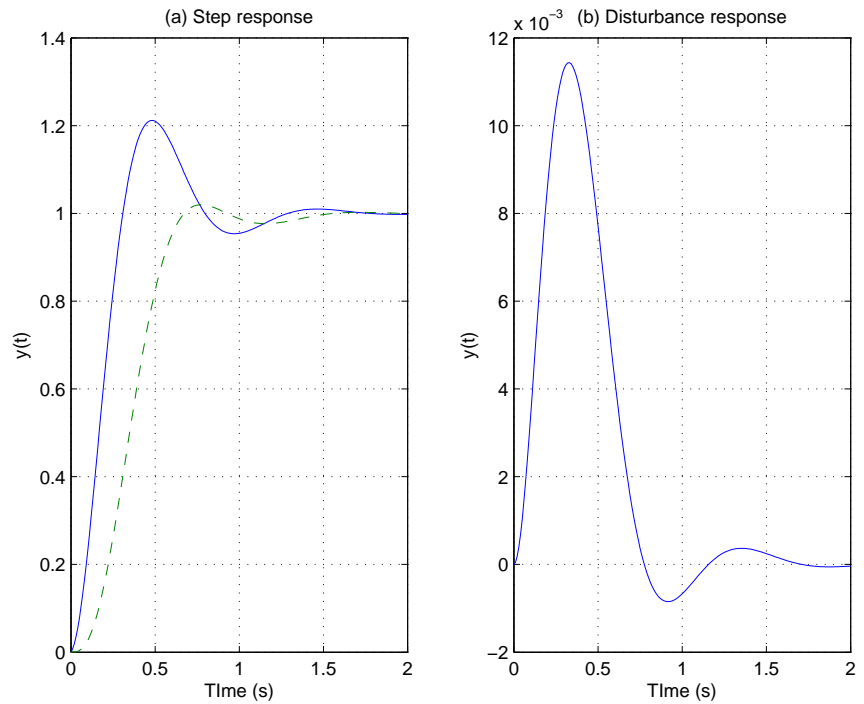 (a) Step response
1.4
1.2
1
0.8
0.6
0.4
0.2
0
y(t)
0 0.5 1 1.5 2
TIme (s)
x 10⁻³
(b) Disturbance response
12
10
8
6
4
2
0
−2
y(t)
0 0.5 1 1.5 2
TIme (s)